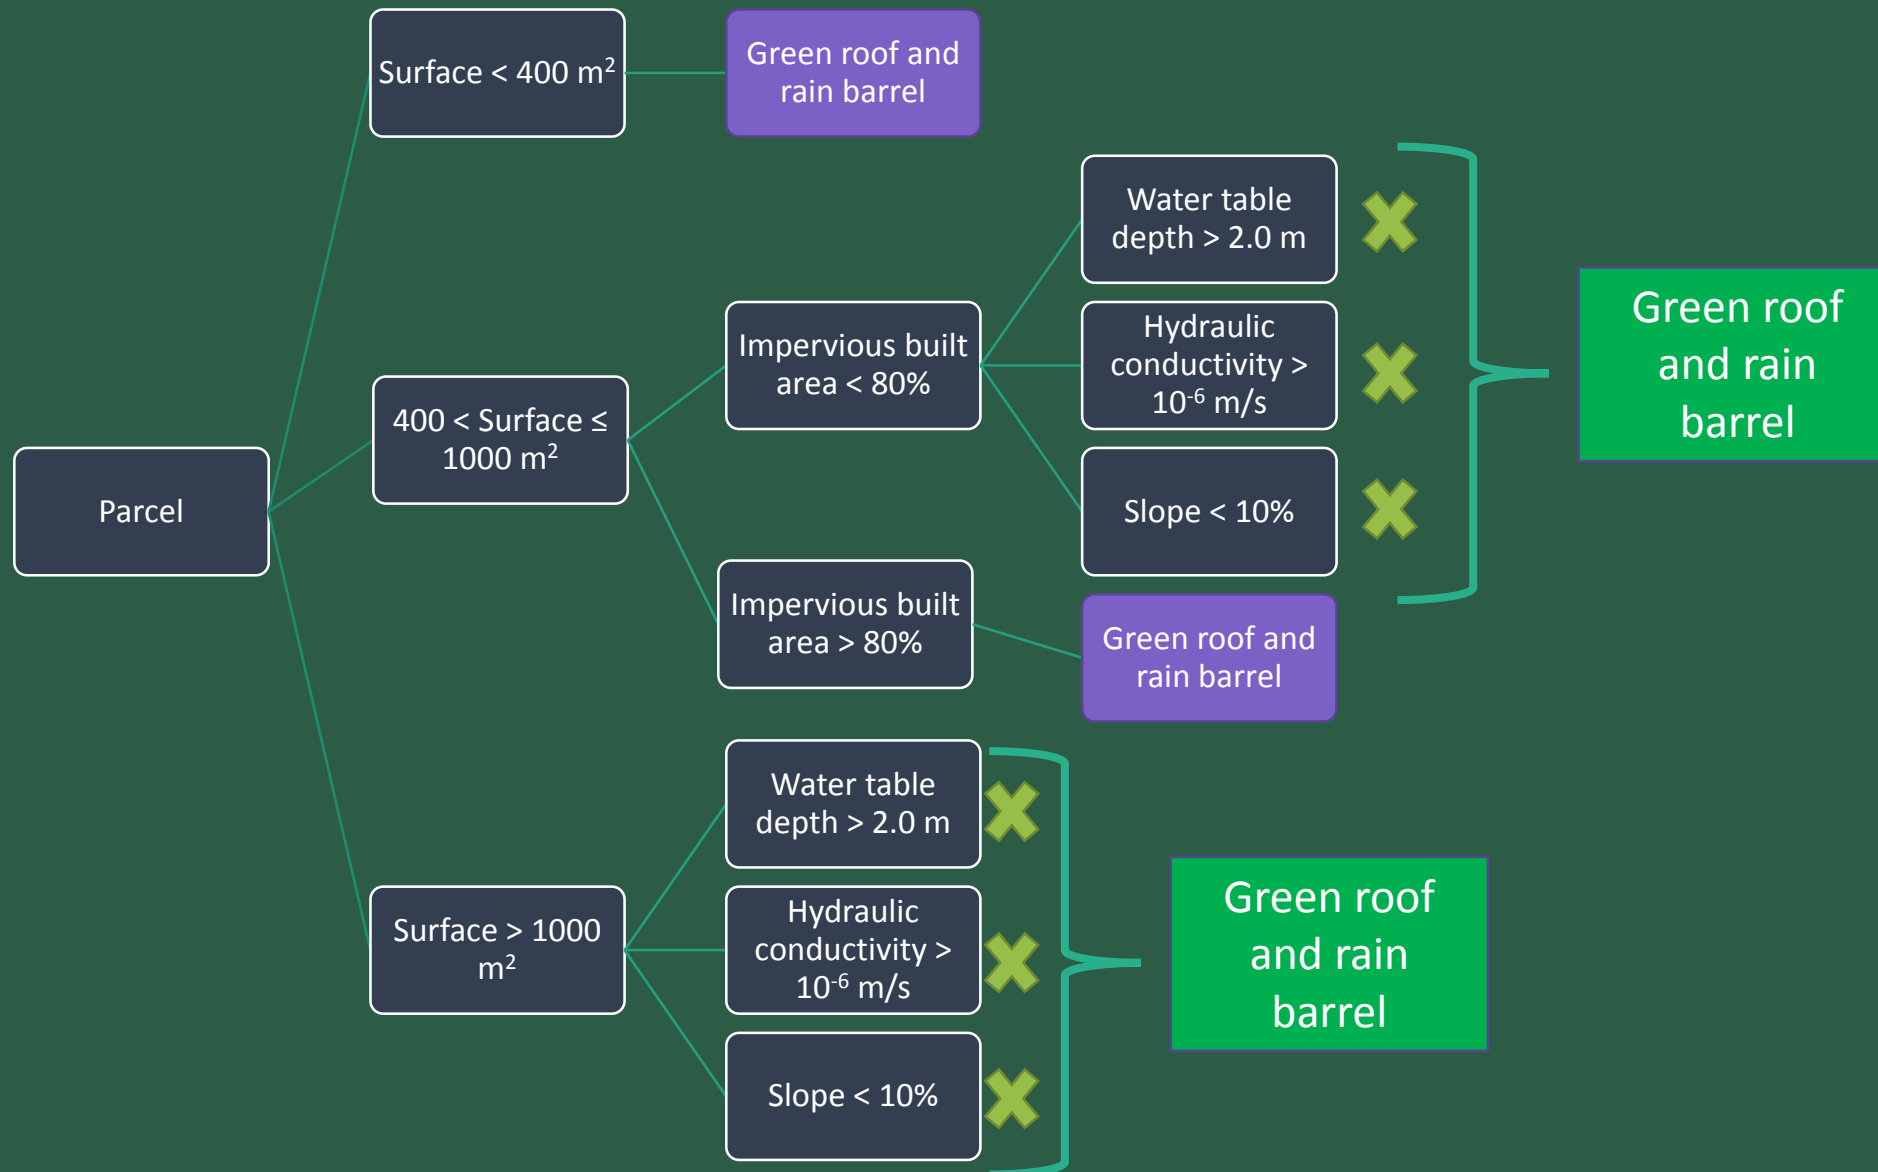 Surface < 400 m²
Green roof and
rain barrel
Water table
depth > 2.0 m
Impervious built
area < 80%
Hydraulic
conductivity >
10⁻⁶ m/s
Green roof
and rain
barrel
400 < Surface ≤
1000 m²
Slope < 10%
Parcel
Impervious built
area > 80%
Green roof and
rain barrel
Water table
depth > 2.0 m
Surface > 1000
m²
Hydraulic
conductivity >
10⁻⁶ m/s
Green roof
and rain
barrel
Slope < 10%